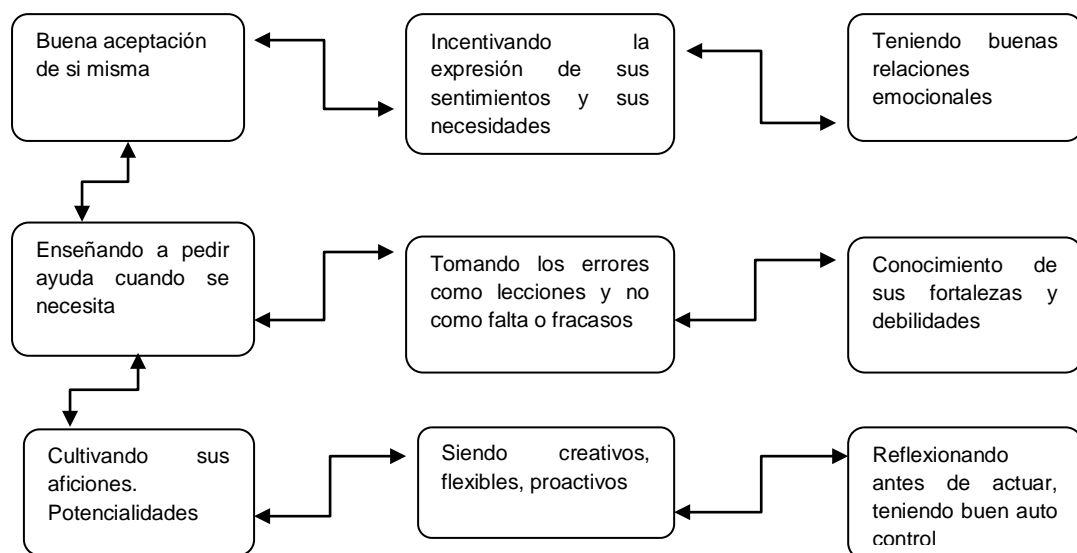 Buena aceptación
de si misma
Incentivando la
expresión de sus
sentimientos y sus
necesidades
Teniendo buenas
relaciones
emocionales
Enseñando a pedir
ayuda cuando se
necesita
Tomando los errores
como lecciones y no
como falta o fracasos
Conocimiento de
sus fortalezas y
debilidades
Cultivando sus
aficiones.
Potencialidades
Siendo creativos,
flexibles, proactivos
Reflexionando
antes de actuar,
teniendo buen auto
control